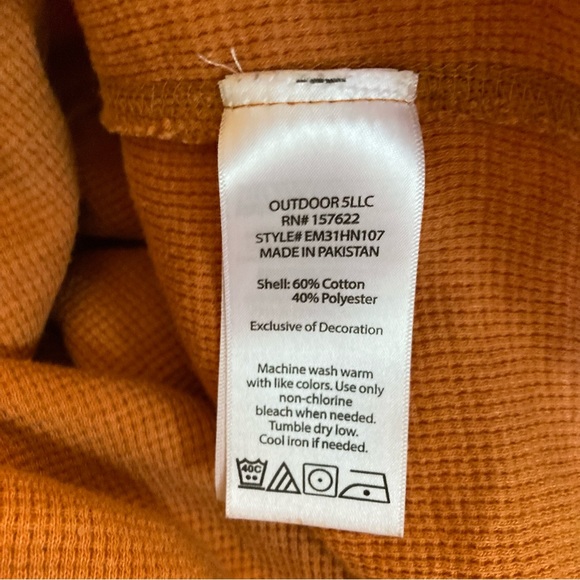 OUTDOOR 5LLC
RN# 157622
STYLE# EM31HN107
MADE IN PAKISTAN
Shell: 60% Cotton
40% Polyester
Exclusive of Decoration
Machine wash warm
with like colors. Use only
non-chlorine
bleach when needed.
Tumble dry low.
Cool iron if needed.
40C